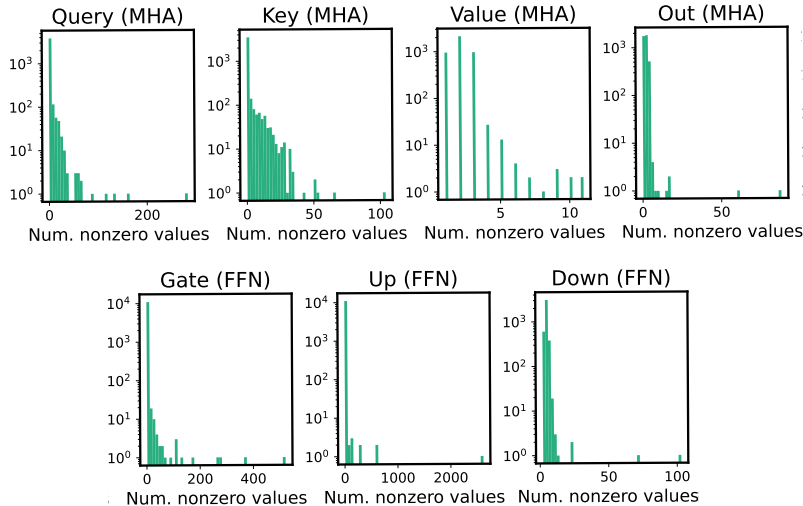 Query (MHA) Key (MHA) Value (MHA) Out (MHA)
10³ 10³ 10³ 10³
10² 10² 10² 10²
10¹ 10¹ 10¹ 10¹
10⁰ 10⁰ 10⁰ 10⁰
0 200 0 50 100 5 10 0 50
Num. nonzero values Num. nonzero values Num. nonzero values Num. nonzero values
Gate (FFN) Up (FFN) Down (FFN)
10⁴ 10⁴
10³ 10³ 10³
10² 10² 10²
10¹ 10¹ 10¹
10⁰ 10⁰ 10⁰
0 200 400 0 1000 2000 0 50 100
Num. nonzero values Num. nonzero values Num. nonzero values